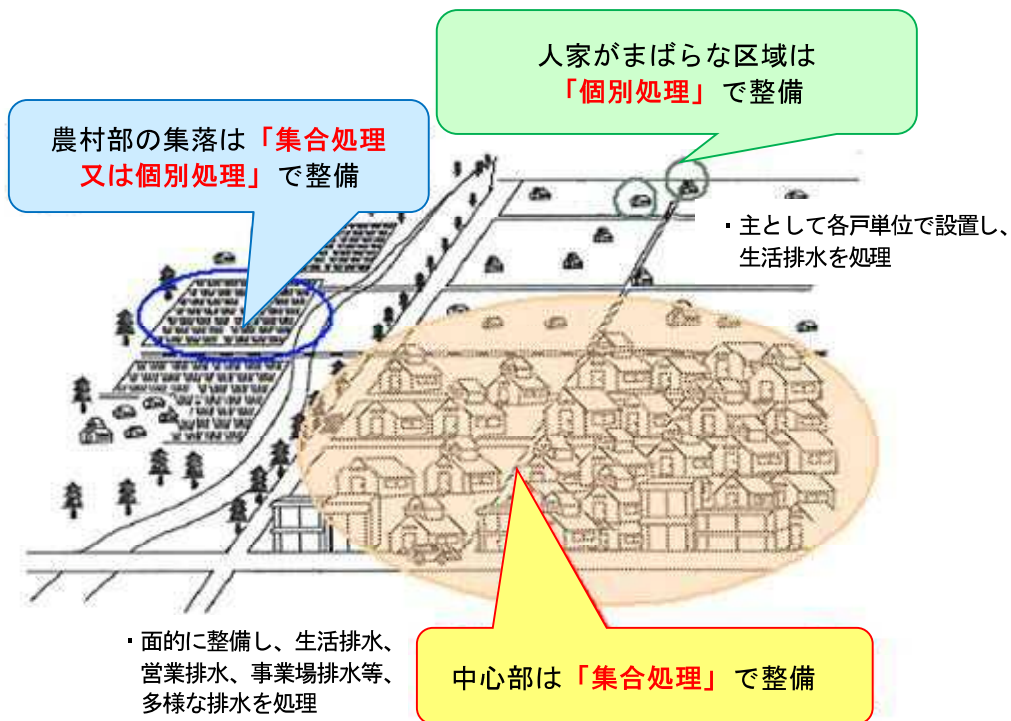 人家がまばらな区域は
「個別処理」で整備
農村部の集落は「集合処理
又は個別処理」で整備
・主として各戸単位で設置し、
生活排水を処理
・面的に整備し、生活排水、
営業排水、事業場排水等、
多様な排水を処理
中心部は「集合処理」で整備